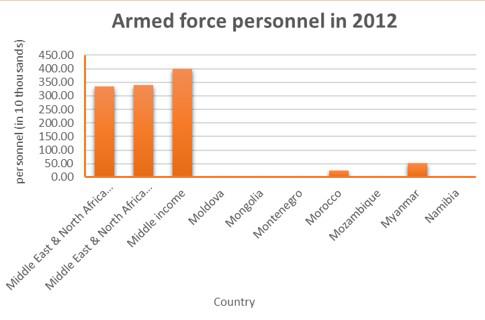 Armed force personnel in 2012
personnel (in 10 thousands)
450.00
400.00
350.00
300.00
250.00
200.00
150.00
100.00
50.00
0.00
Middle East & North Africa...
Middle East & North Africa...
Middle income
Moldova
Mongolia
Montenegro
Morocco
Mozambique
Myanmar
Namibia
Country